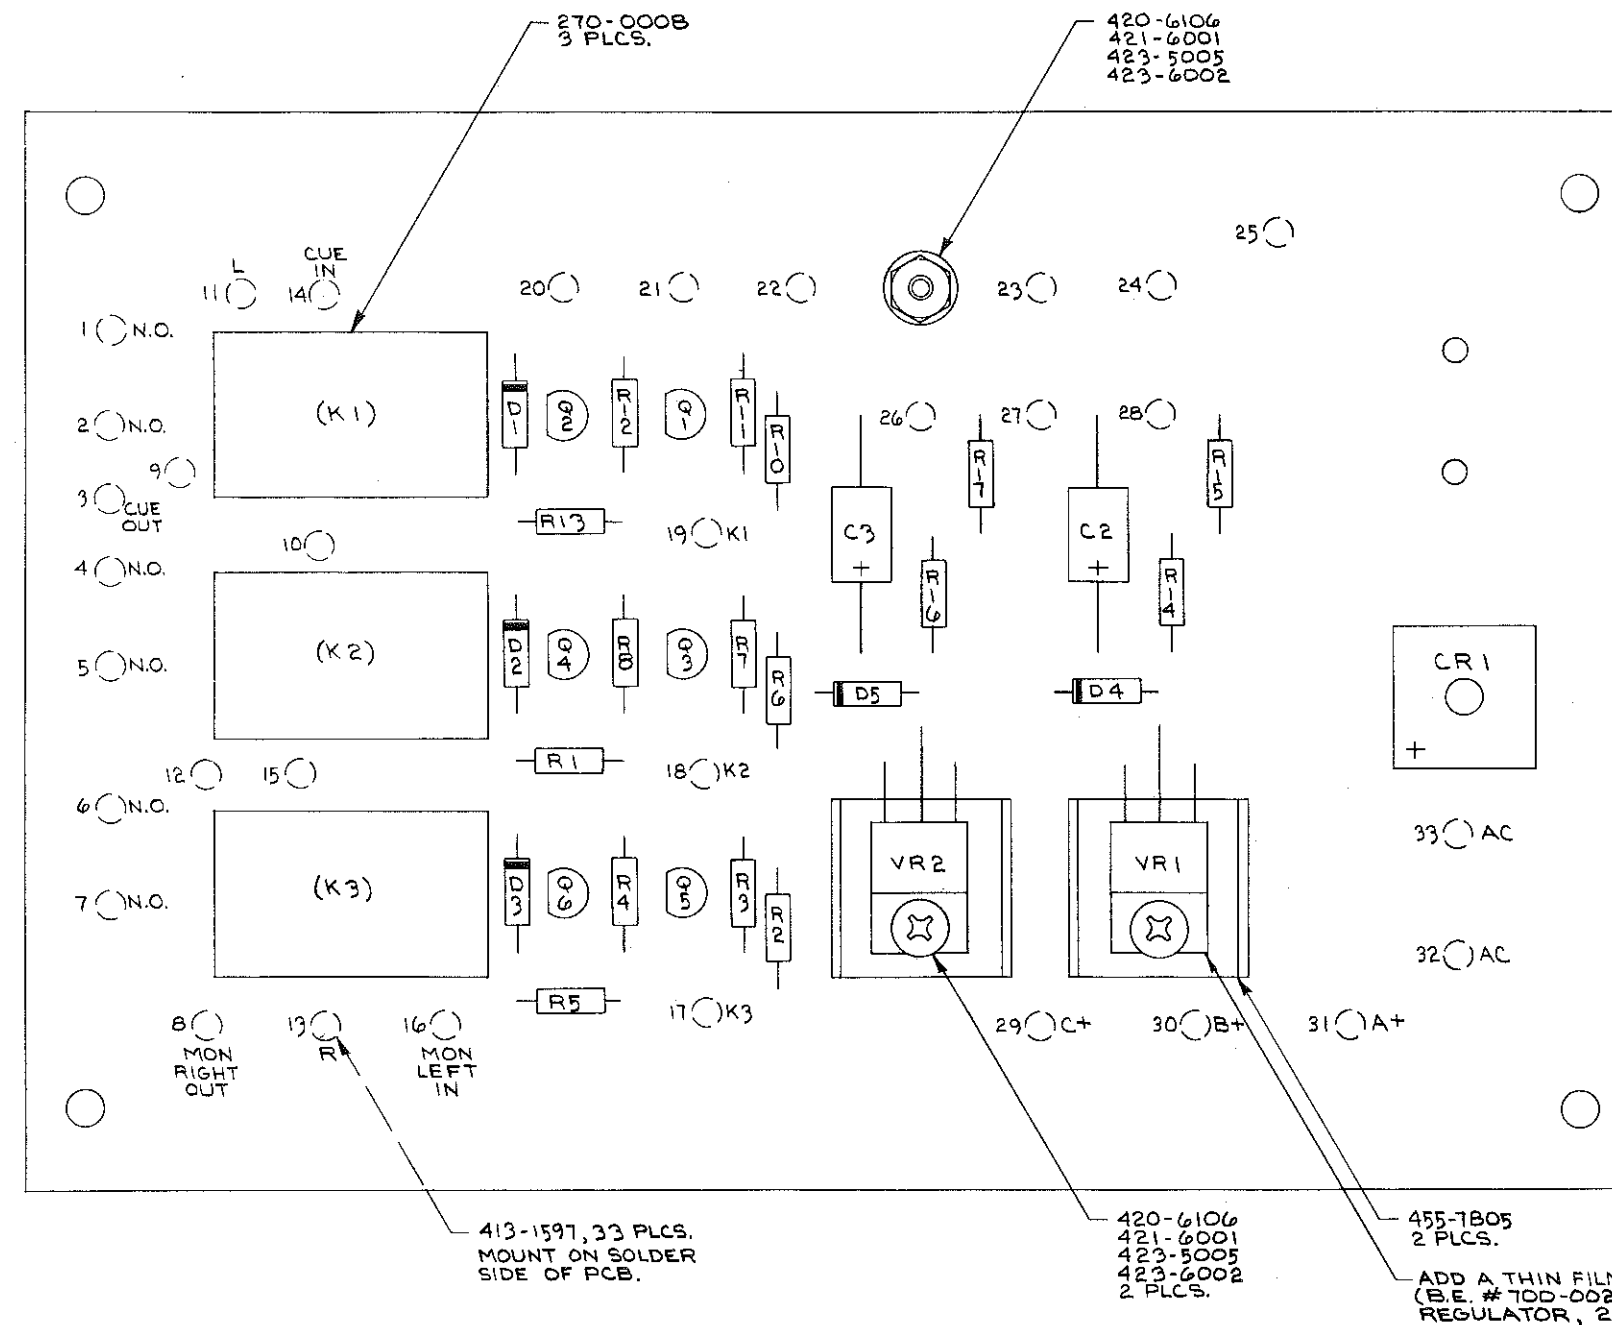 270-0008
3 PLCS.
420-6106
421-6001
423-5005
423-6002
25
L
CUE
IN
11
14
20
21
22
23
24
1 N.O.
(K1)
D1
Q2
R12
Q1
R11
R10
2 N.O.
26
27
28
9
R17
R15
3 CUE
OUT
R13
19 K1
C3
+
C2
+
10
4 N.O.
R16
R14
(K2)
D2
Q4
R8
Q3
R7
R6
5 N.O.
D5
D4
CR1
+
R1
12
15
18 K2
6 N.O.
33 AC
(K3)
D3
Q6
R4
Q5
R3
R2
VR2
VR1
7 N.O.
32 AC
R5
17 K3
8
MON
RIGHT
OUT
13
R
16
MON
LEFT
IN
29 C+
30 B+
31 A+
413-1597, 33 PLCS.
MOUNT ON SOLDER
SIDE OF PCB.
420-6106
421-6001
423-5005
423-6002
2 PLCS.
455-7805
2 PLCS.
ADD A THIN FILM
(B.E. # 700-002
REGULATOR, 2